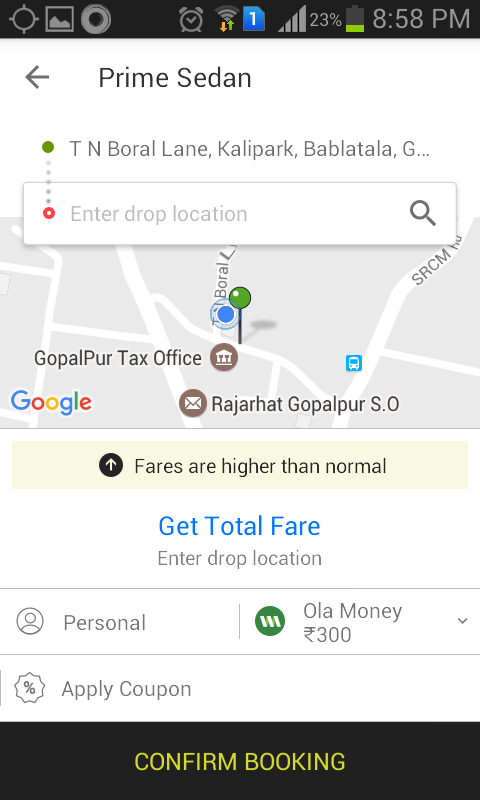 1 23% 8:58 PM
Prime Sedan
T N Boral Lane, Kalipark, Bablatala, G...
Enter drop location
T N Boral L
SRCM Rd
GopalPur Tax Office
Google
Rajarhat Gopalpur S.O
Fares are higher than normal
Get Total Fare
Enter drop location
Personal
Ola Money
₹300
% Apply Coupon
CONFIRM BOOKING